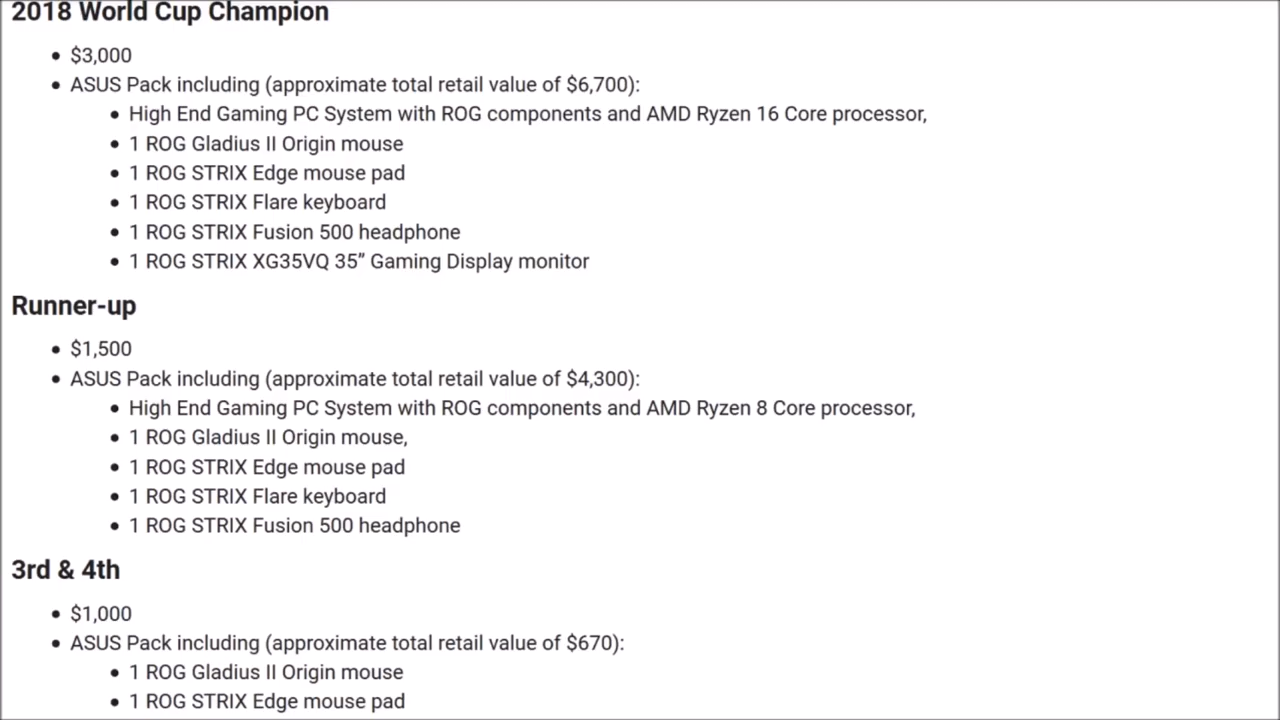 2018 World Cup Champion
• $3,000
• ASUS Pack including (approximate total retail value of $6,700):
• High End Gaming PC System with ROG components and AMD Ryzen 16 Core processor,
• 1 ROG Gladius II Origin mouse
• 1 ROG STRIX Edge mouse pad
• 1 ROG STRIX Flare keyboard
• 1 ROG STRIX Fusion 500 headphone
• 1 ROG STRIX XG35VQ 35” Gaming Display monitor
Runner-up
• $1,500
• ASUS Pack including (approximate total retail value of $4,300):
• High End Gaming PC System with ROG components and AMD Ryzen 8 Core processor,
• 1 ROG Gladius II Origin mouse,
• 1 ROG STRIX Edge mouse pad
• 1 ROG STRIX Flare keyboard
• 1 ROG STRIX Fusion 500 headphone
3rd & 4th
• $1,000
• ASUS Pack including (approximate total retail value of $670):
• 1 ROG Gladius II Origin mouse
• 1 ROG STRIX Edge mouse pad